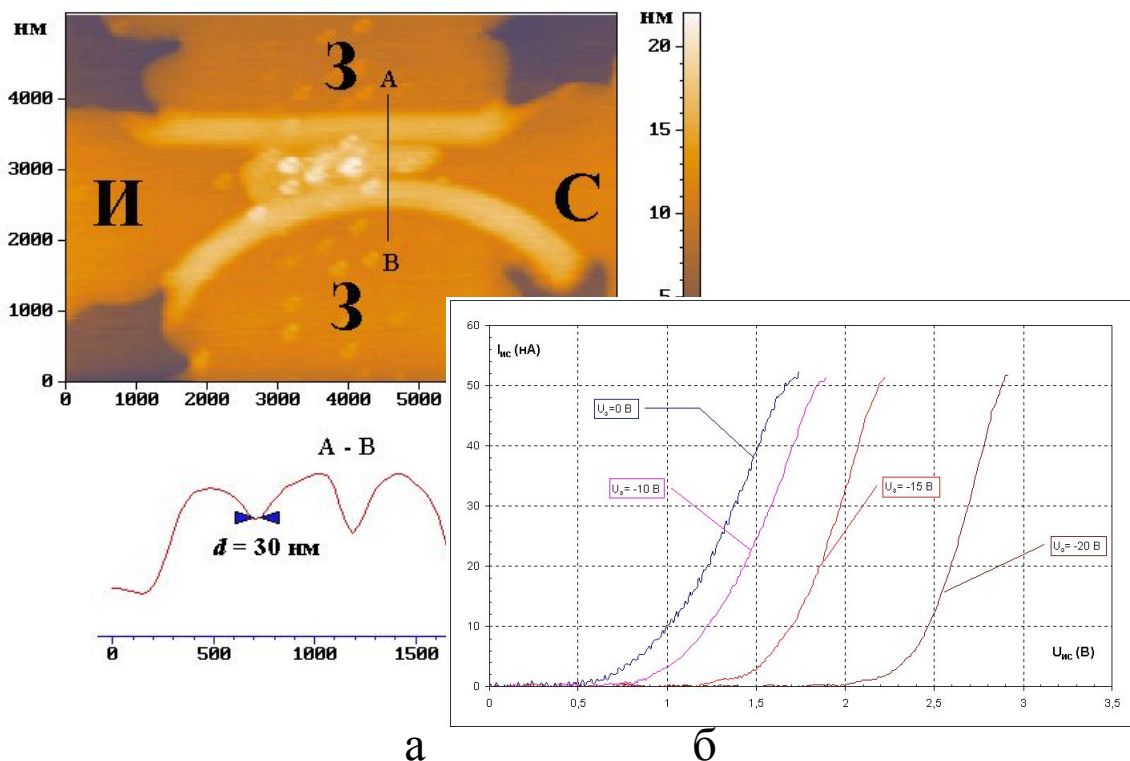 нм
4000
3000
2000
1000
0
0 1000 2000 3000 4000 5000
З
А
И
С
В
З
нм
20
15
10
5
А - В
d = 30 нм
0 500 1000 1500
60
50
40
30
20
10
0
Iис (нА)
Uз=0 В
Uз= -10 В
Uз= -15 В
Uз= -20 В
Uис (В)
0 0,5 1 1,5 2 2,5 3 3,5
а б